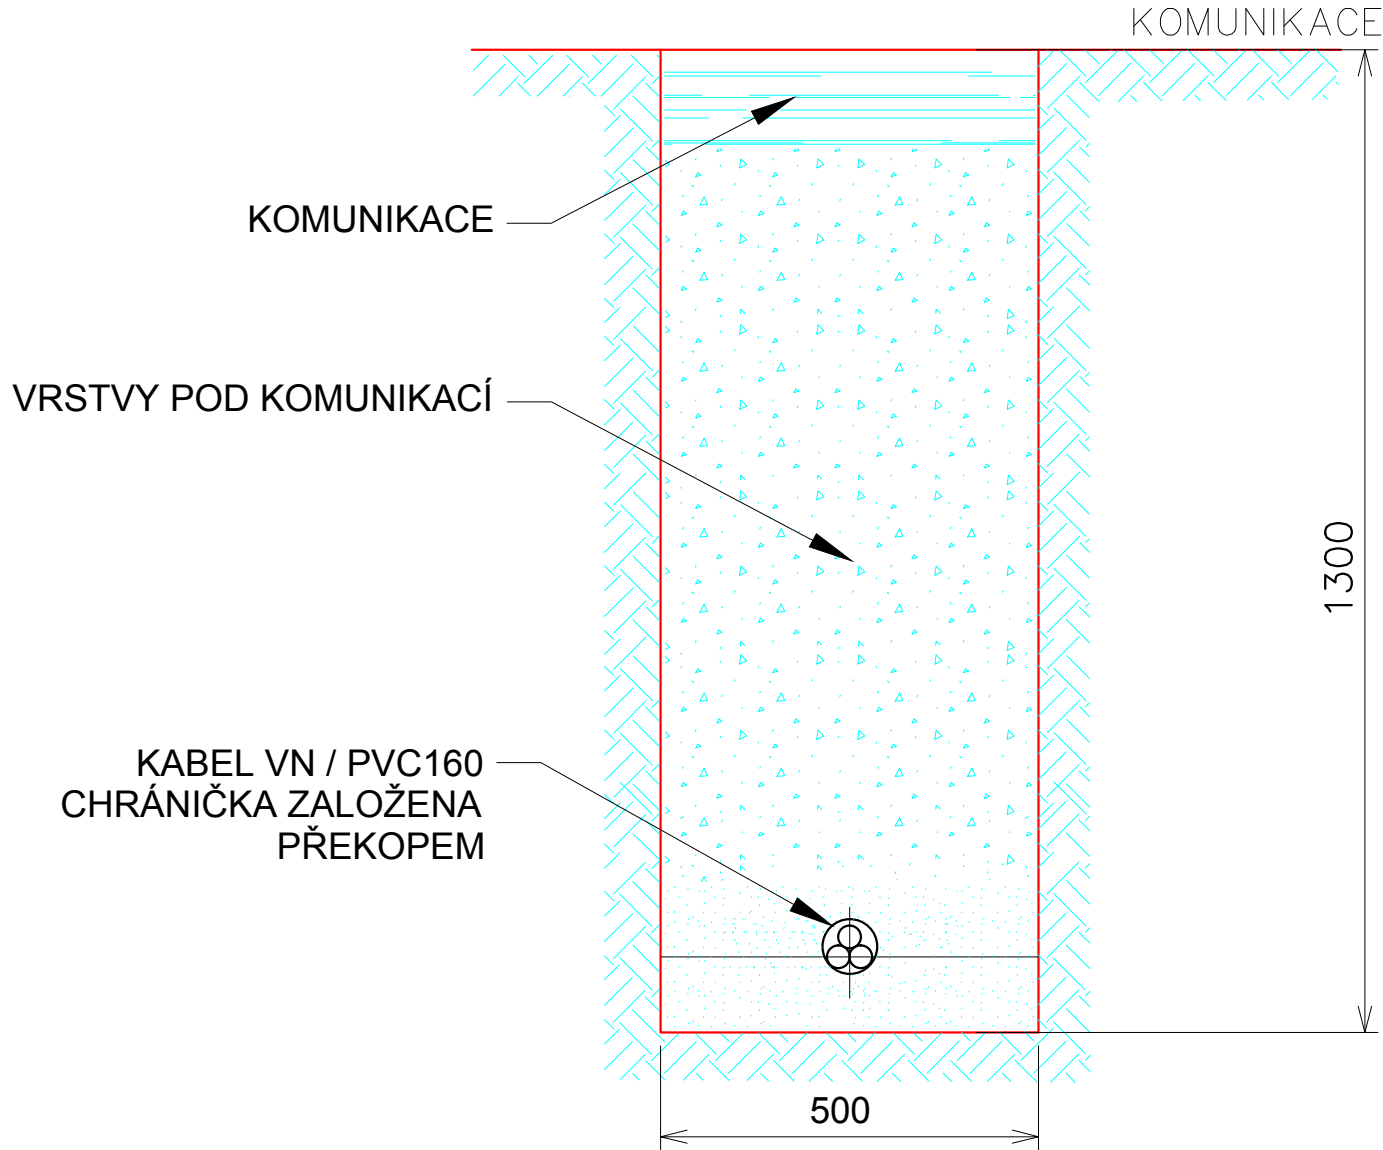 KOMUNIKACE
KOMUNIKACE
VRSTVY POD KOMUNIKACÍ
1300
KABEL VN / PVC160
CHRÁNIČKA ZALOŽENA
PŘEKOPEM
500